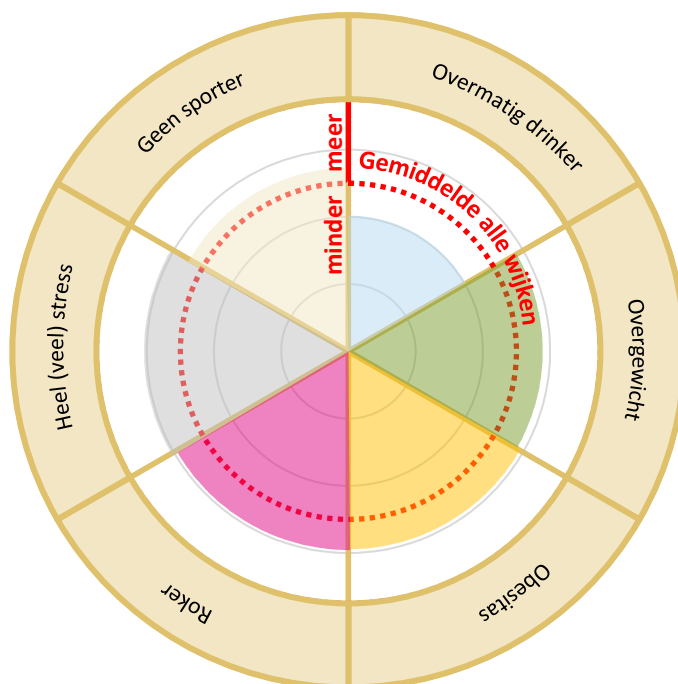 Geen sporter
Overmatig drinker
meer
Gemiddelde alle wijken
minder
Heel (veel) stress
Overgewicht
Roker
Obesitas